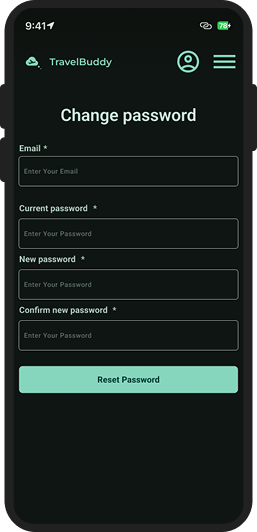 9:41
78
TravelBuddy
Change password
Email *
Enter Your Email
Current password *
Enter Your Password
New password *
Enter Your Password
Confirm new password *
Enter Your Password
Reset Password